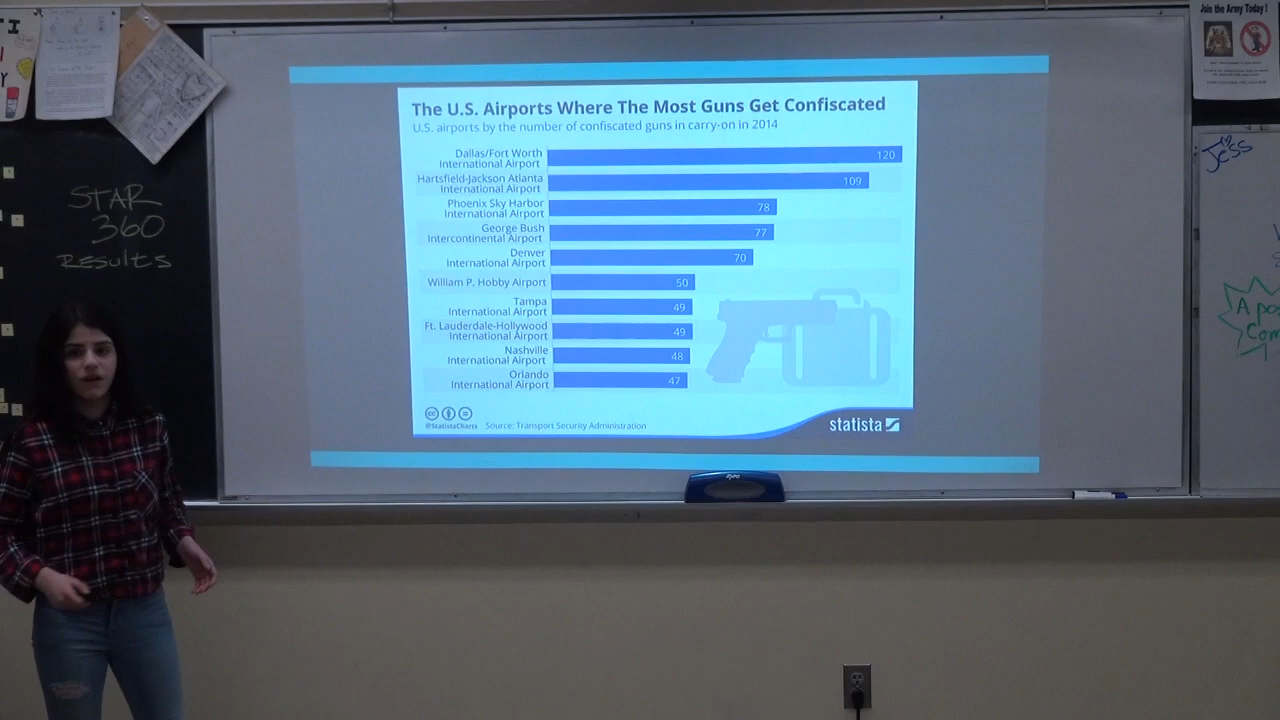 The U.S. Airports Where The Most Guns Get Confiscated
U.S. airports by the number of confiscated guns in carry-on in 2014
Dallas/Fort Worth
International Airport
120
Hartsfield-Jackson Atlanta
International Airport
109
Phoenix Sky Harbor
International Airport
78
George Bush
Intercontinental Airport
77
Denver
International Airport
70
William P. Hobby Airport
50
Tampa
International Airport
49
Ft. Lauderdale-Hollywood
International Airport
49
Nashville
International Airport
48
Orlando
International Airport
47
@StatistaCharts
Source: Transport Security Administration
statista
STAR
360
RESULTS
EXPO
Join the Army Today !
Jess